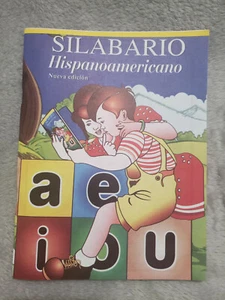 SILABARIO
Hispanoamericano
Nueva edición
a e
i o u